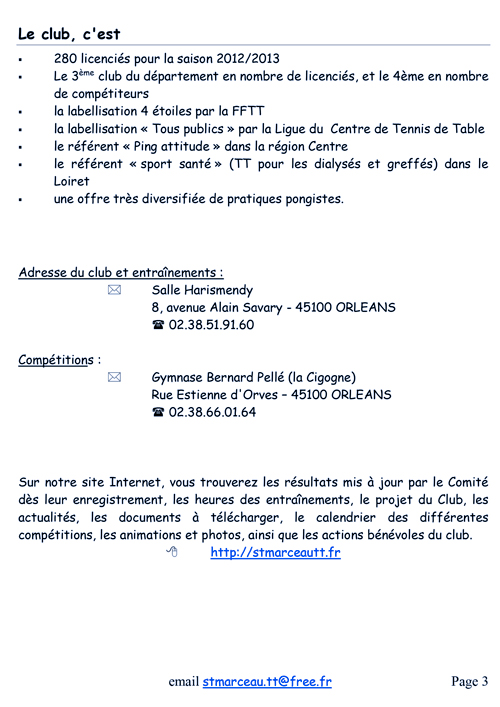 Le club, c'est
▪ 280 licenciés pour la saison 2012/2013
▪ Le 3ème club du département en nombre de licenciés, et le 4ème en nombre
de compétiteurs
▪ la labellisation 4 étoiles par la FFTT
▪ la labellisation « Tous publics » par la Ligue du Centre de Tennis de Table
▪ le référent « Ping attitude » dans la région Centre
▪ le référent « sport santé » (TT pour les dialysés et greffés) dans le
Loiret
▪ une offre très diversifiée de pratiques pongistes.
Adresse du club et entraînements :
✉ Salle Harismendy
8, avenue Alain Savary - 45100 ORLEANS
☎ 02.38.51.91.60
Compétitions :
✉ Gymnase Bernard Pellé (la Cigogne)
Rue Estienne d'Orves – 45100 ORLEANS
☎ 02.38.66.01.64
Sur notre site Internet, vous trouverez les résultats mis à jour par le Comité
dès leur enregistrement, les heures des entraînements, le projet du Club, les
actualités, les documents à télécharger, le calendrier des différentes
compétitions, les animations et photos, ainsi que les actions bénévoles du club.
http://stmarceautt.fr
email stmarceau.tt@free.fr Page 3